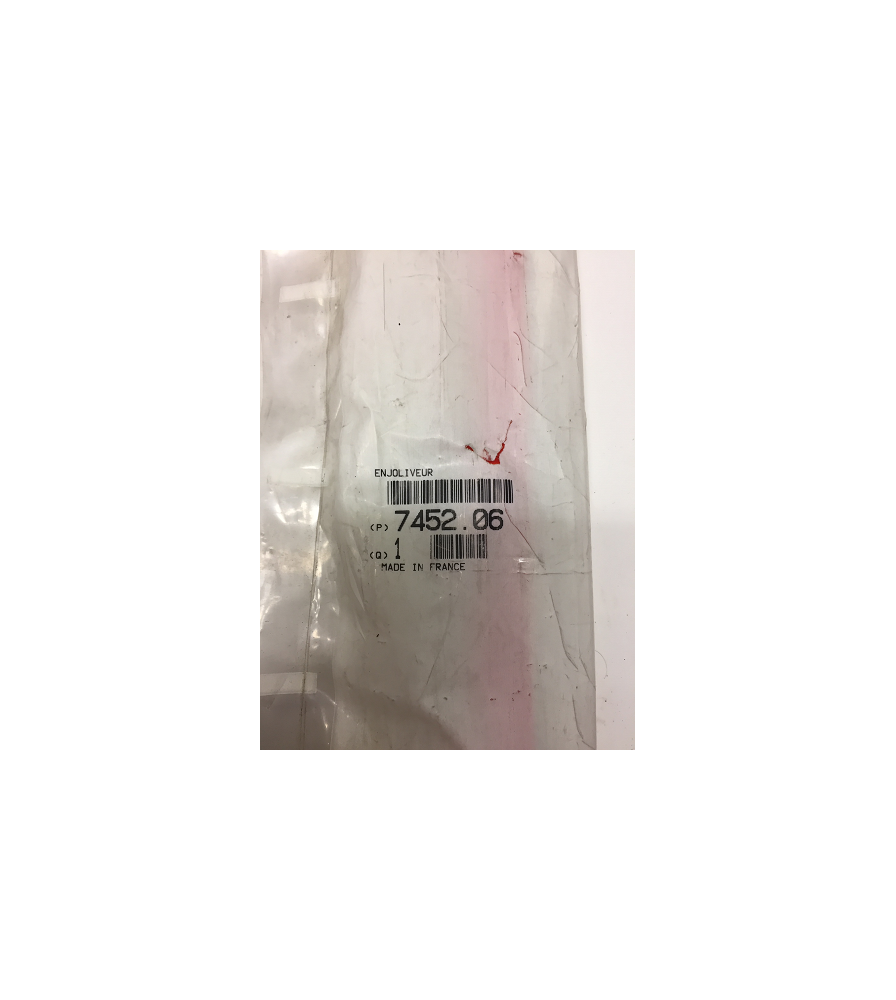 ENJOLIVEUR
(P) 7452.06
(Q) 1
MADE IN FRANCE